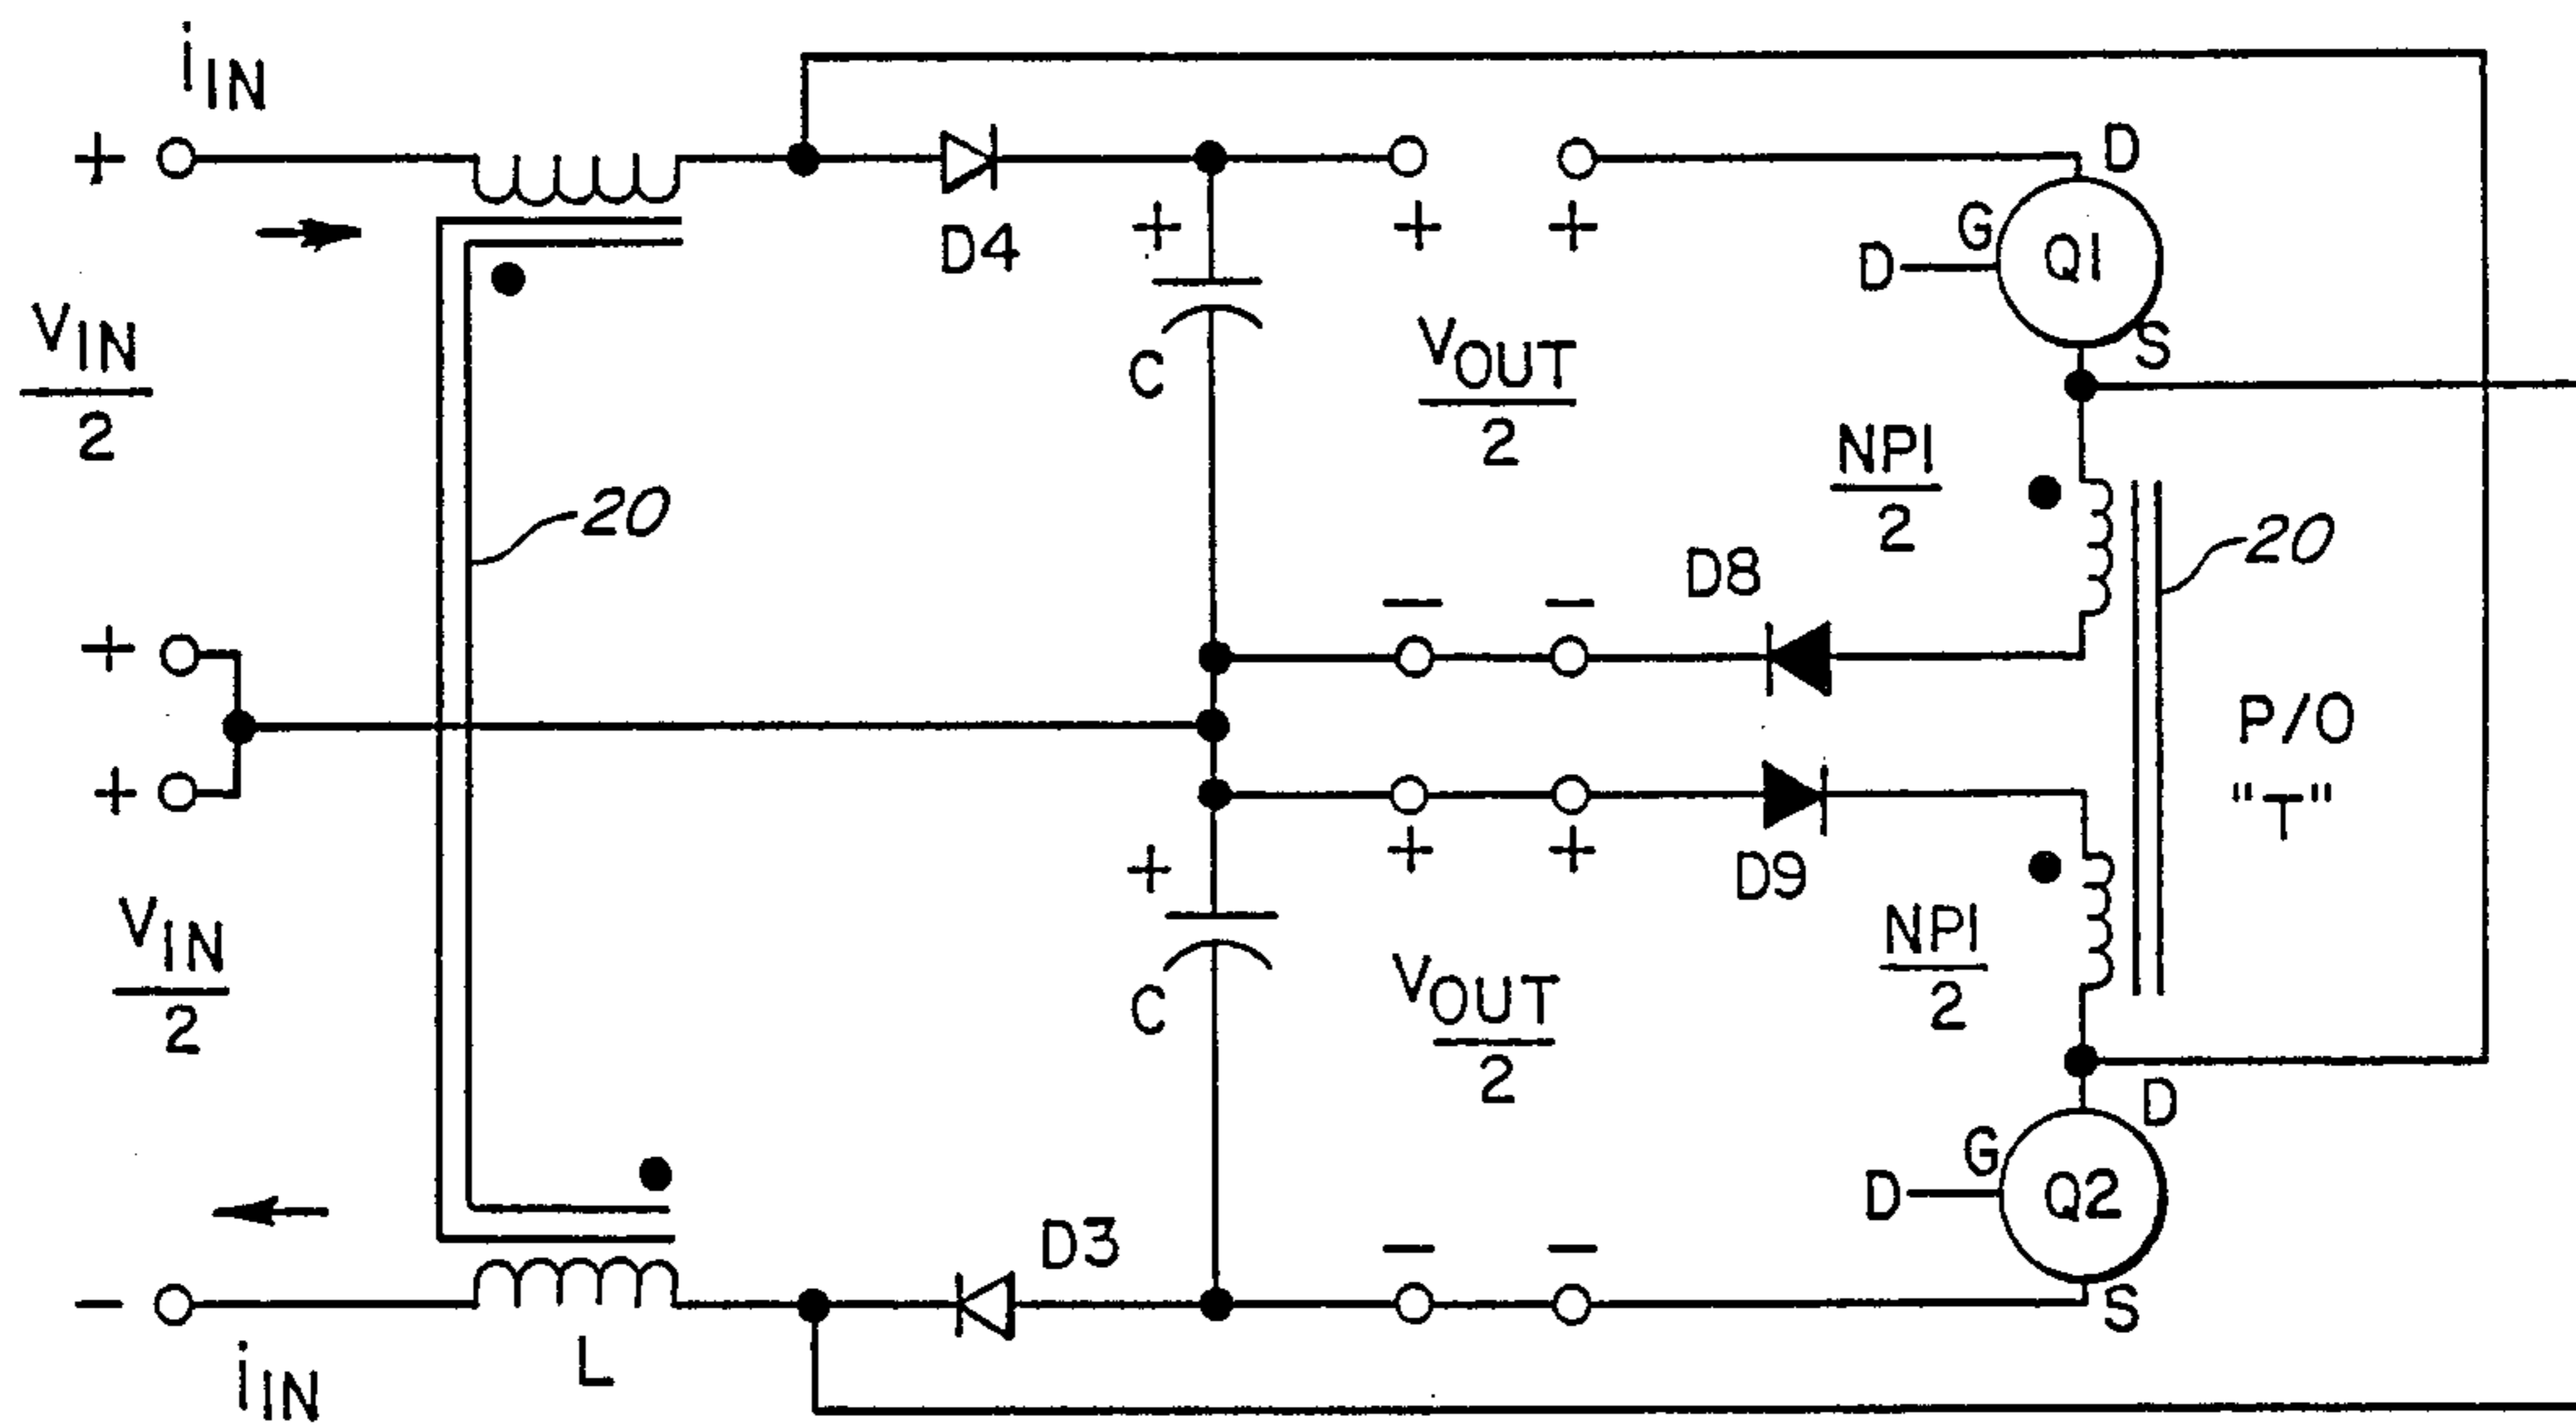 iIN
+
D
+
D4
+
+
G
D
Q1
S
VIN
2
C
VOUT
2
NPI
2
20
20
D8
+
-
-
P/O
"T"
+
+
+
D9
+
VIN
2
C
VOUT
2
NPI
2
D
G
D
Q2
D3
-
-
S
-
L
iIN